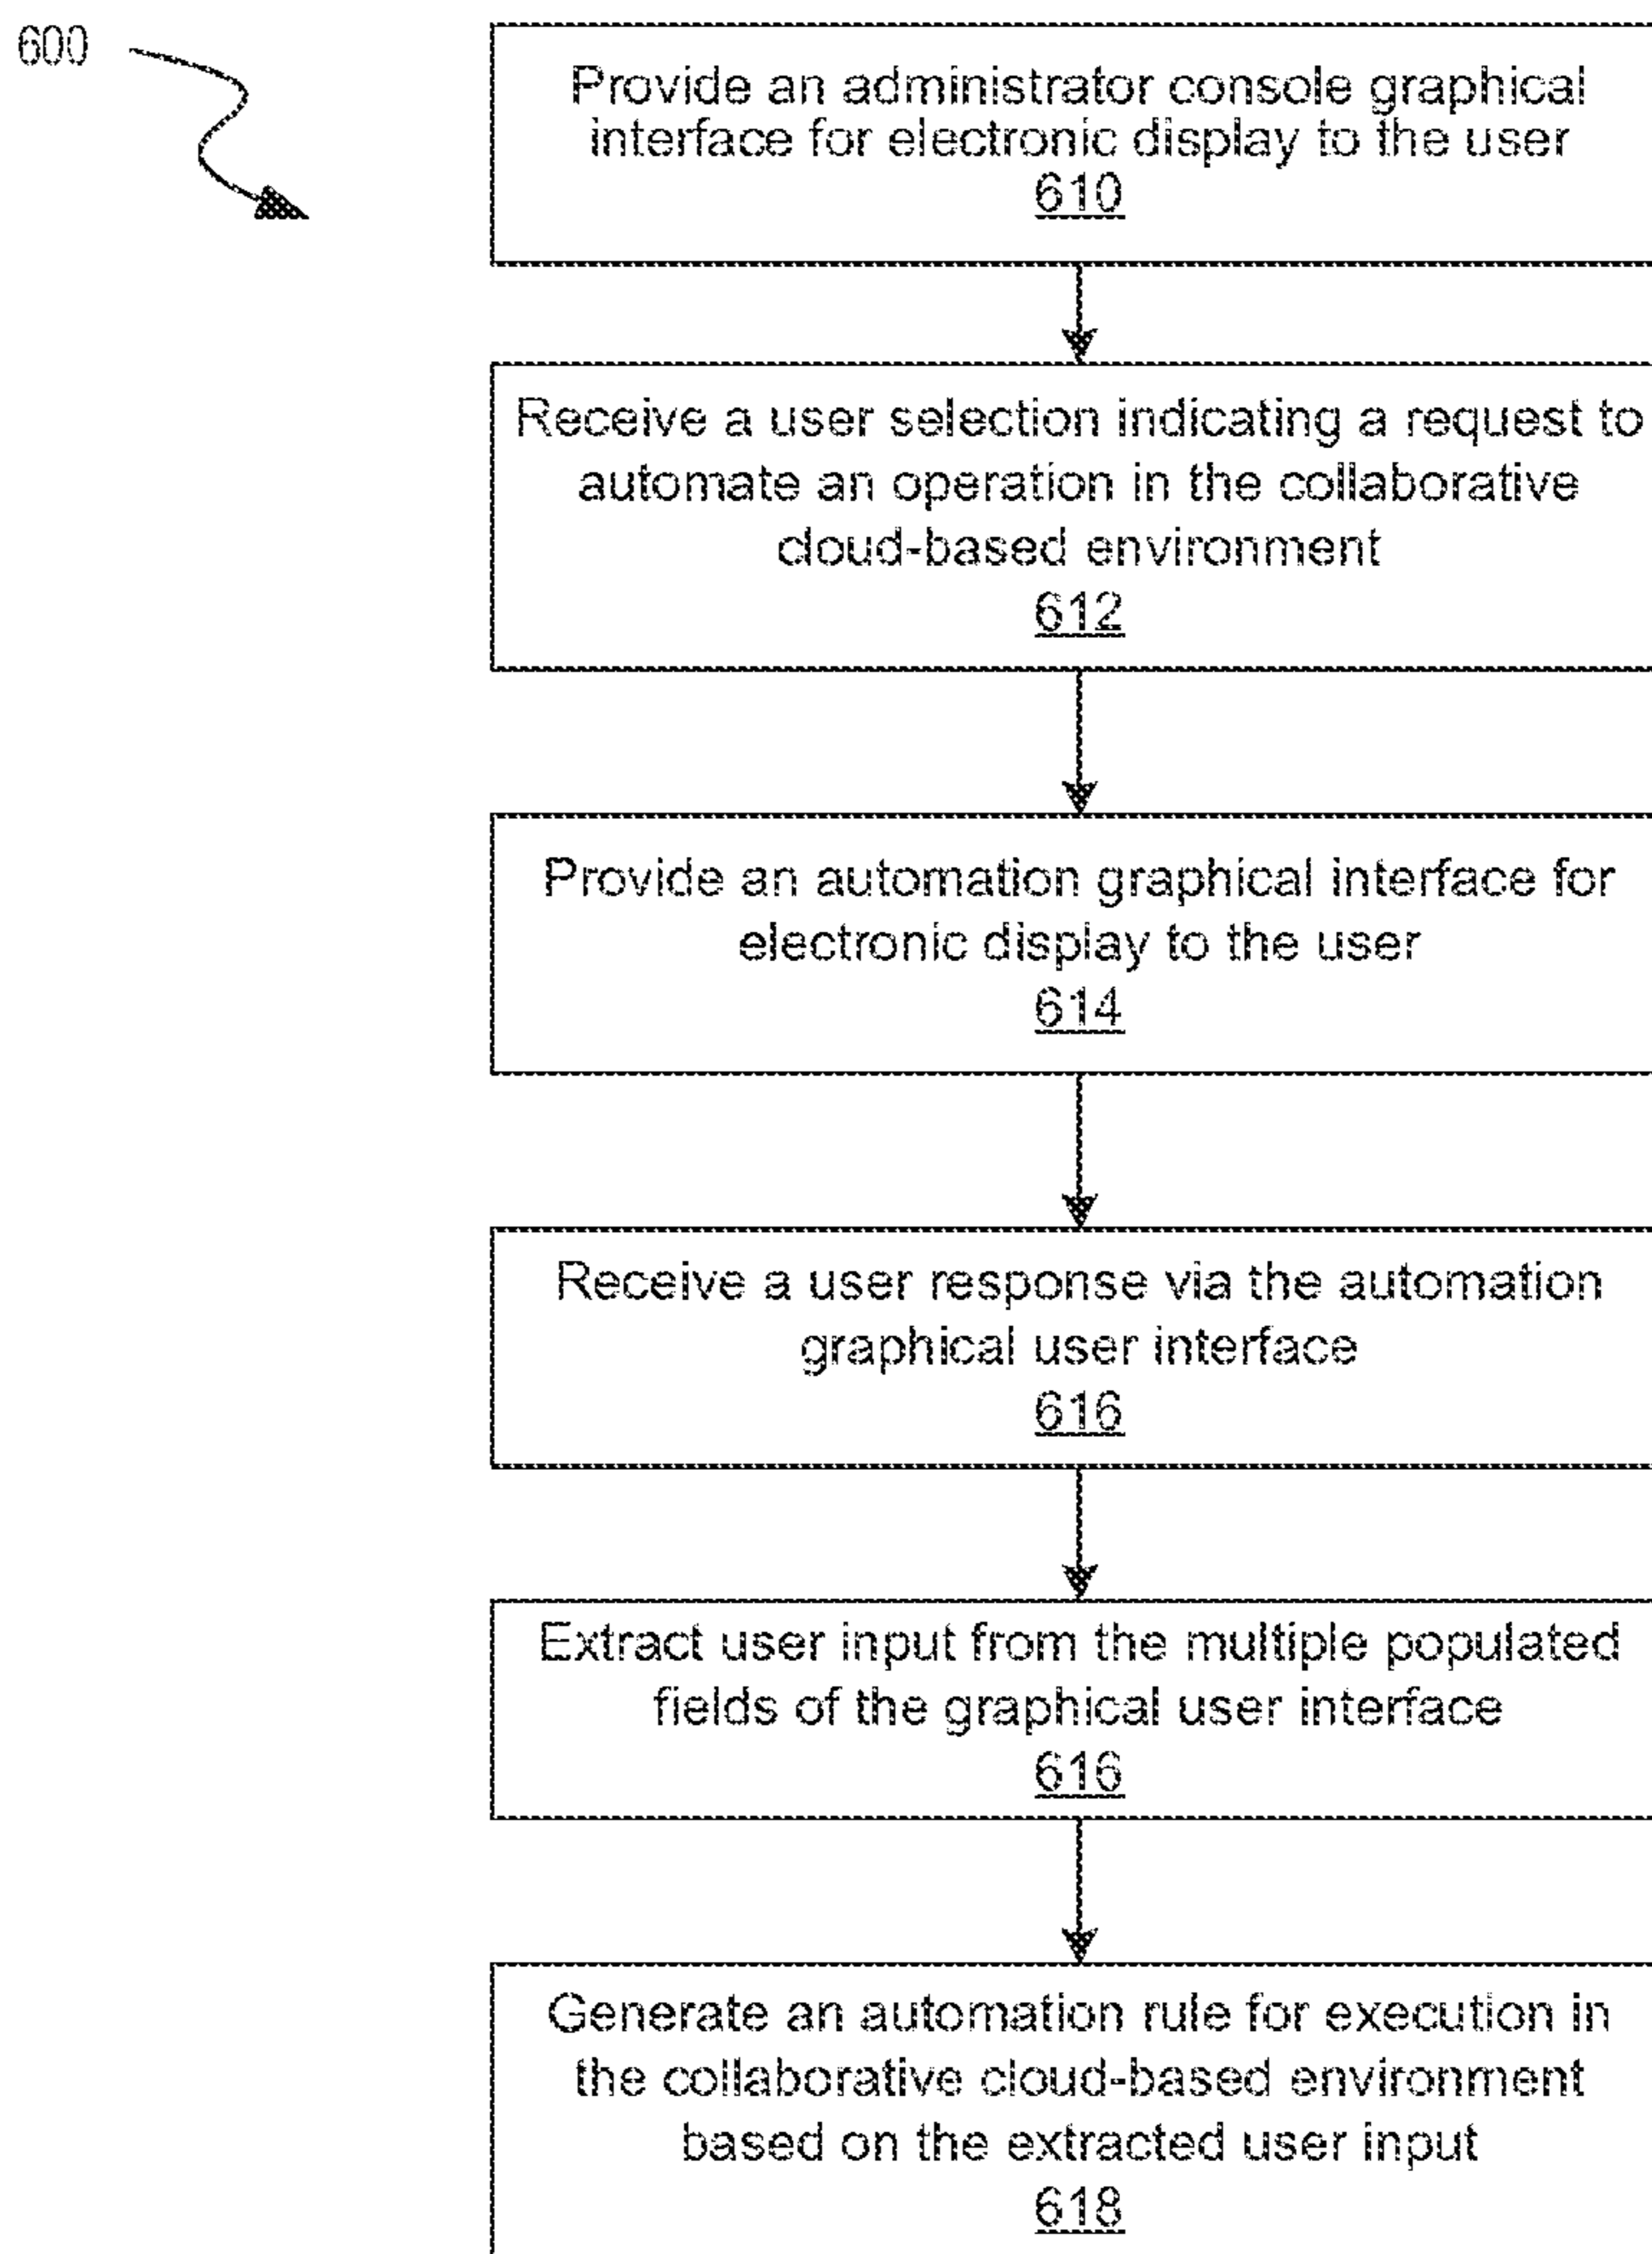 600
Provide an administrator console graphical
interface for electronic display to the user
610
Receive a user selection indicating a request to
automate an operation in the collaborative
cloud-based environment
612
Provide an automation graphical interface for
electronic display to the user
614
Receive a user response via the automation
graphical user interface
616
Extract user input from the multiple populated
fields of the graphical user interface
616
Generate an automation rule for execution in
the collaborative cloud-based environment
based on the extracted user input
618